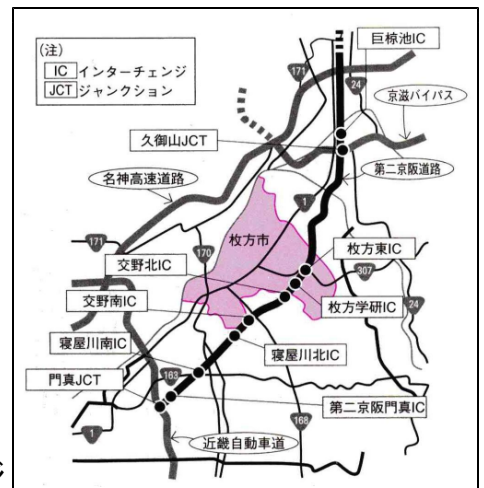 (注)
IC インターチェンジ
JCT ジャンクション
巨椋池IC
171
24
京滋バイパス
久御山JCT
名神高速道路
第二京阪道路
1
枚方市
171
170
枚方東IC
交野北IC
307
交野南IC
枚方学研IC
24
寝屋川南IC
寝屋川北IC
門真JCT
163
第二京阪門真IC
168
1
近畿自動車道